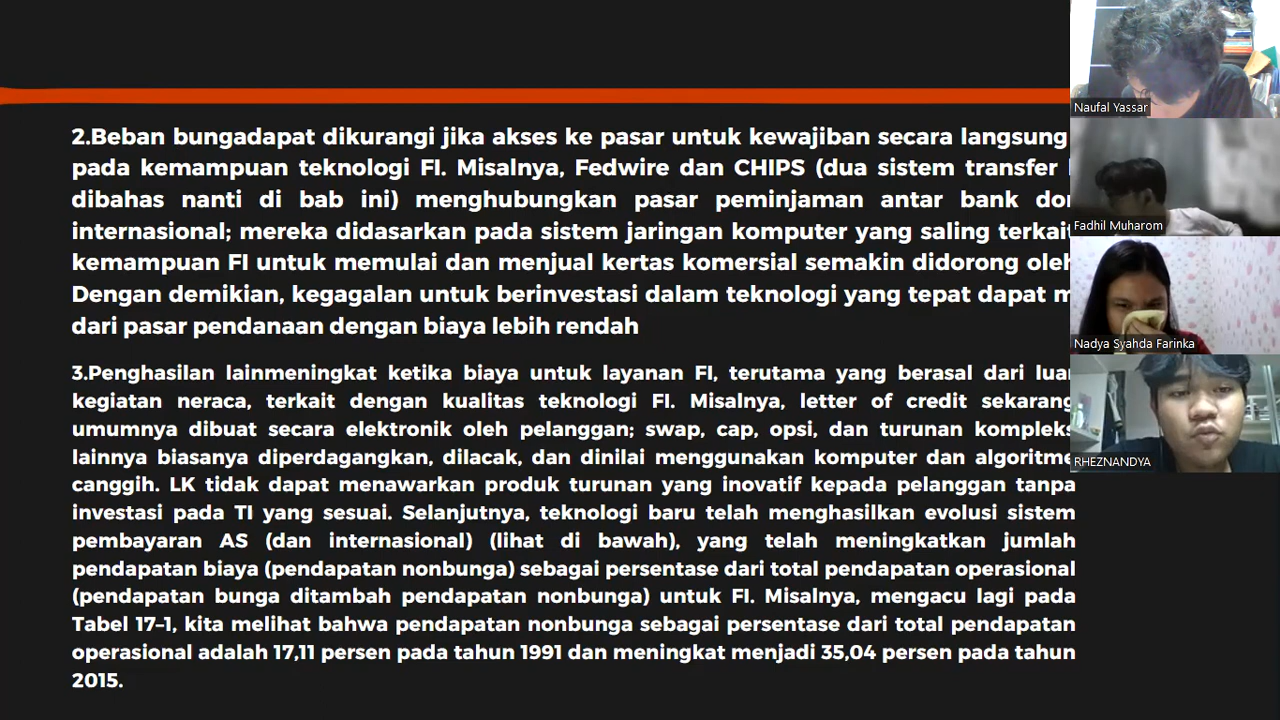 2.Beban bungadapat dikurangi jika akses ke pasar untuk kewajiban secara langsung
pada kemampuan teknologi FI. Misalnya, Fedwire dan CHIPS (dua sistem transfer
dibahas nanti di bab ini) menghubungkan pasar peminjaman antar bank
internasional; mereka didasarkan pada sistem jaringan komputer yang saling terkait
kemampuan FI untuk memulai dan menjual kertas komersial semakin didorong oleh
Dengan demikian, kegagalan untuk berinvestasi dalam teknologi yang tepat dapat
dari pasar pendanaan dengan biaya lebih rendah
3.Penghasilan lainmeningkat ketika biaya untuk layanan FI, terutama yang berasal dari luar
kegiatan neraca, terkait dengan kualitas teknologi FI. Misalnya, letter of credit sekarang
umumnya dibuat secara elektronik oleh pelanggan; swap, cap, opsi, dan turunan kompleks
lainnya biasanya diperdagangkan, dilacak, dan dinilai menggunakan komputer dan algoritme
canggih. LK tidak dapat menawarkan produk turunan yang inovatif kepada pelanggan tanpa
investasi pada TI yang sesuai. Selanjutnya, teknologi baru telah menghasilkan evolusi sistem
pembayaran AS (dan internasional) (lihat di bawah), yang telah meningkatkan jumlah
pendapatan biaya (pendapatan nonbunga) sebagai persentase dari total pendapatan operasional
(pendapatan bunga ditambah pendapatan nonbunga) untuk FI. Misalnya, mengacu lagi pada
Tabel 17–1, kita melihat bahwa pendapatan nonbunga sebagai persentase dari total pendapatan
operasional adalah 17,11 persen pada tahun 1991 dan meningkat menjadi 35,04 persen pada tahun
2015.
Naufal Yassar
Fadhil Muharom
Nadya Syahda Farinka
RHEZNANDYA